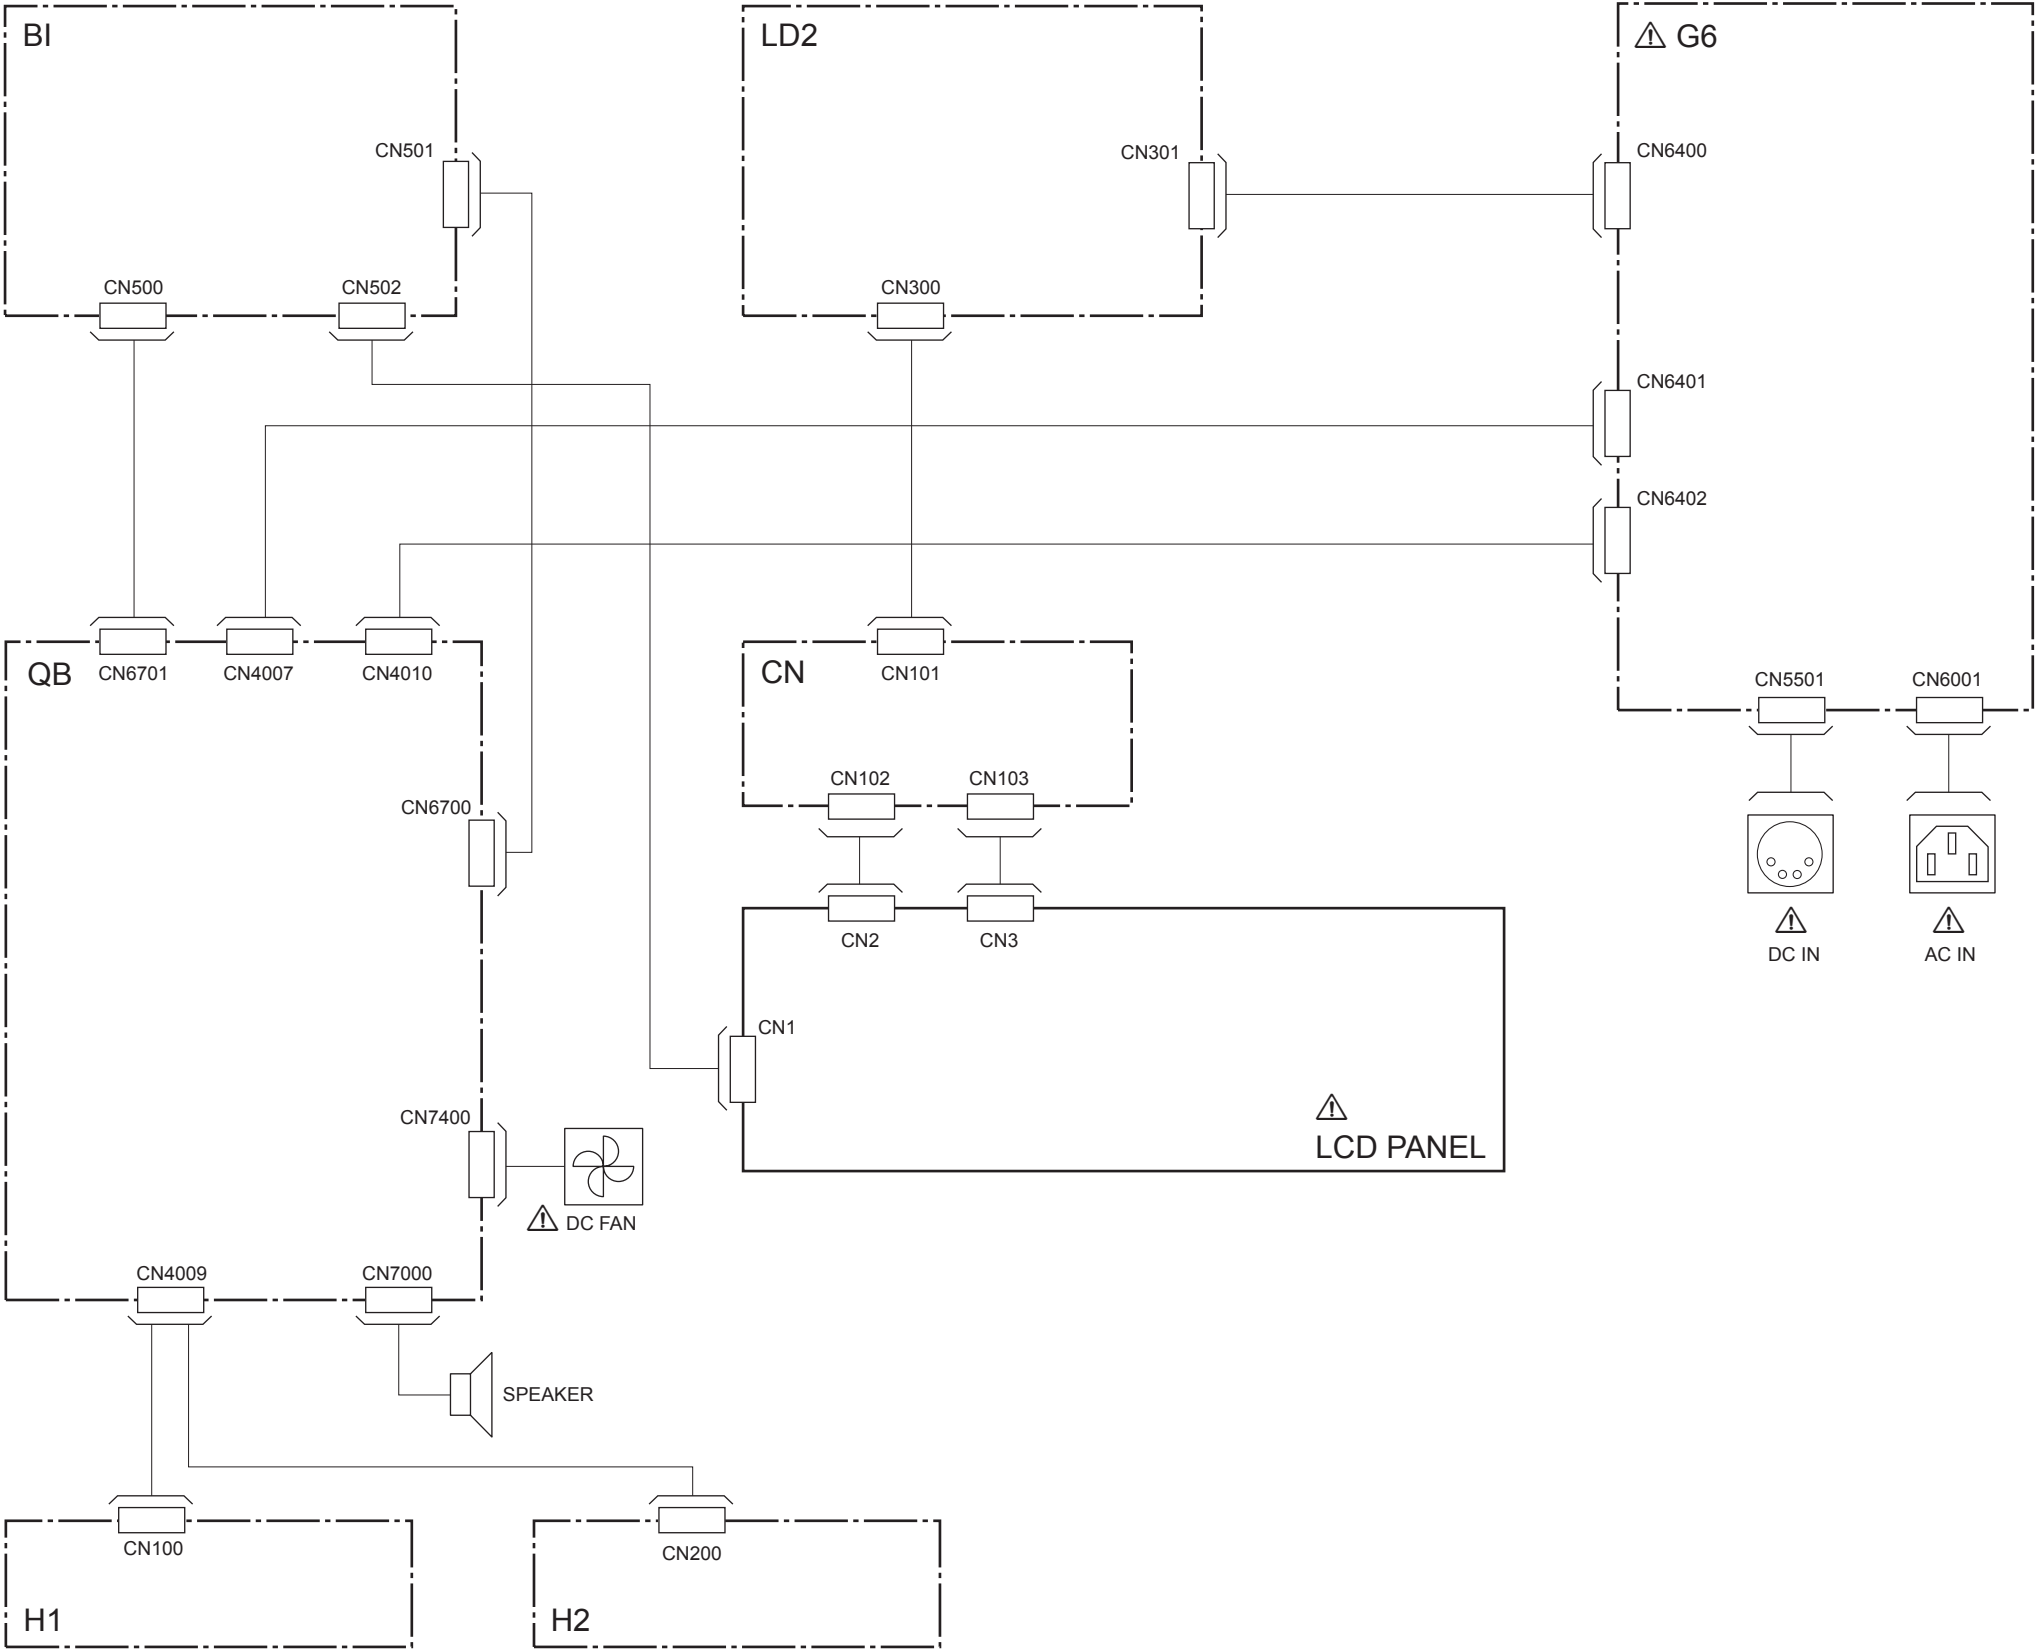 BI
LD2
G6
CN501
CN301
CN6400
CN500
CN502
CN300
CN6401
CN6402
QB
CN6701
CN4007
CN4010
CN
CN101
CN5501
CN6001
CN102
CN103
CN6700
CN2
CN3
DC IN
AC IN
CN1
CN7400
LCD PANEL
DC FAN
CN4009
CN7000
SPEAKER
CN100
CN200
H1
H2